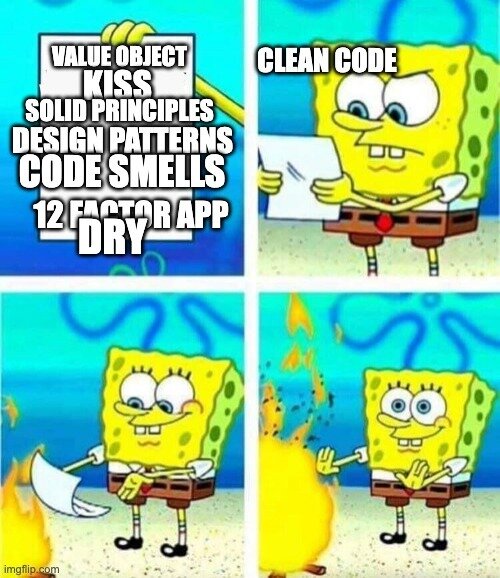 VALUE OBJECT
KISS
SOLID PRINCIPLES
DESIGN PATTERNS
CODE SMELLS
12 FACTOR APP
DRY
CLEAN CODE
imgflip.com